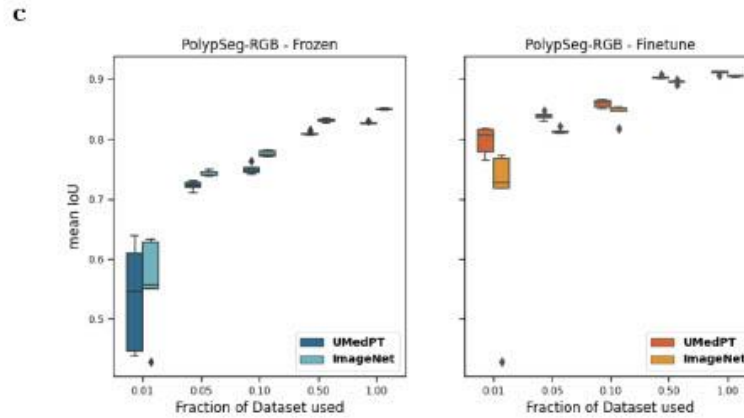 c
PolypSeg-RGB - Frozen
PolypSeg-RGB - Finetune
mean IoU
0.9
0.8
0.7
0.6
0.5
UMedPT
ImageNet
UMedPT
ImageNet
0.01 0.05 0.10 0.50 1.00
0.01 0.05 0.10 0.50 1.00
Fraction of Dataset used
Fraction of Dataset used